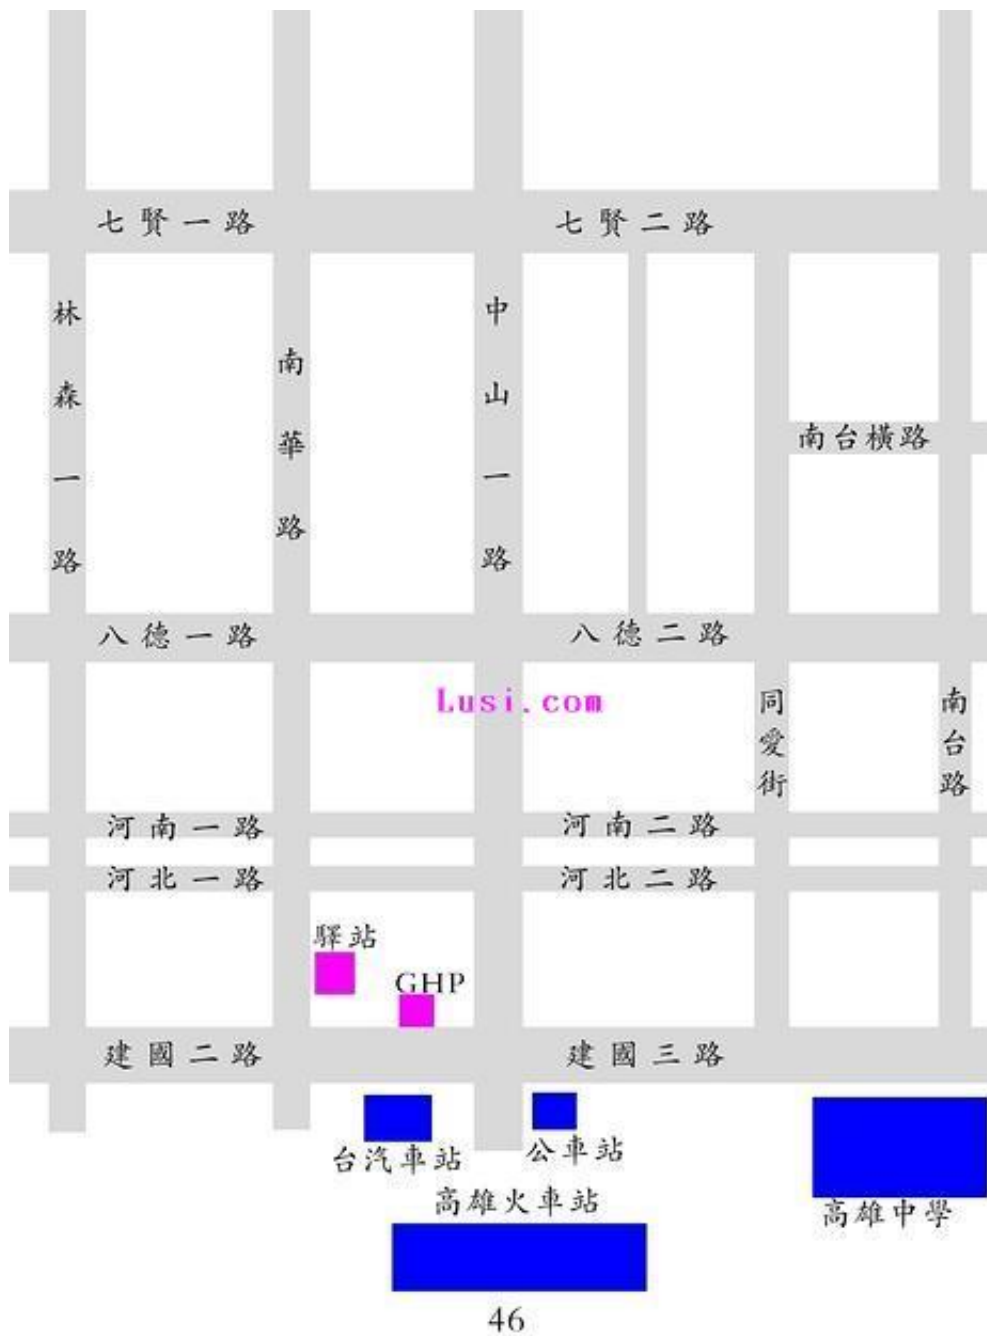 七賢一路
七賢二路
林森一路
南華路
中山一路
南台橫路
八德一路
八德二路
Lusi.com
同愛街
南台路
河南一路
河南二路
河北一路
河北二路
驛站
GHP
建國二路
建國三路
台汽車站
公車站
高雄火車站
高雄中學
46